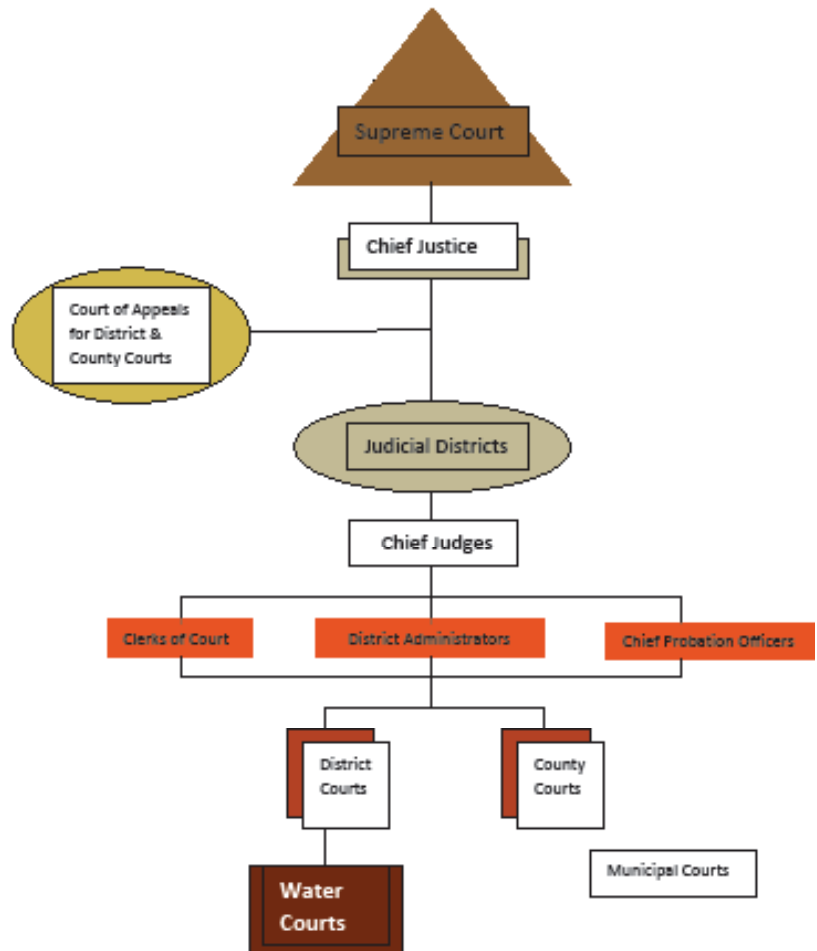 Supreme Court
Chief Justice
Court of Appeals
for District &
County Courts
Judicial Districts
Chief Judges
Clerks of Court
District Administrators
Chief Probation Officers
District
Courts
County
Courts
Municipal Courts
Water
Courts